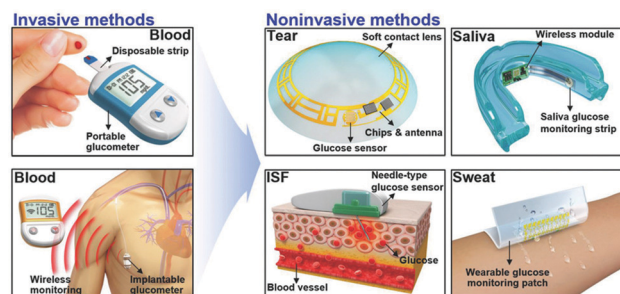 Invasive methods
Blood
Disposable strip
105
Portable
glucometer
Blood
105
Wireless
monitoring
Implantable
glucometer
Noninvasive methods
Tear
Soft contact lens
Chips & antenna
Glucose sensor
Saliva
Wireless module
Saliva glucose
monitoring strip
ISF
Needle-type
glucose sensor
Glucose
Blood vessel
Sweat
Wearable glucose
monitoring patch